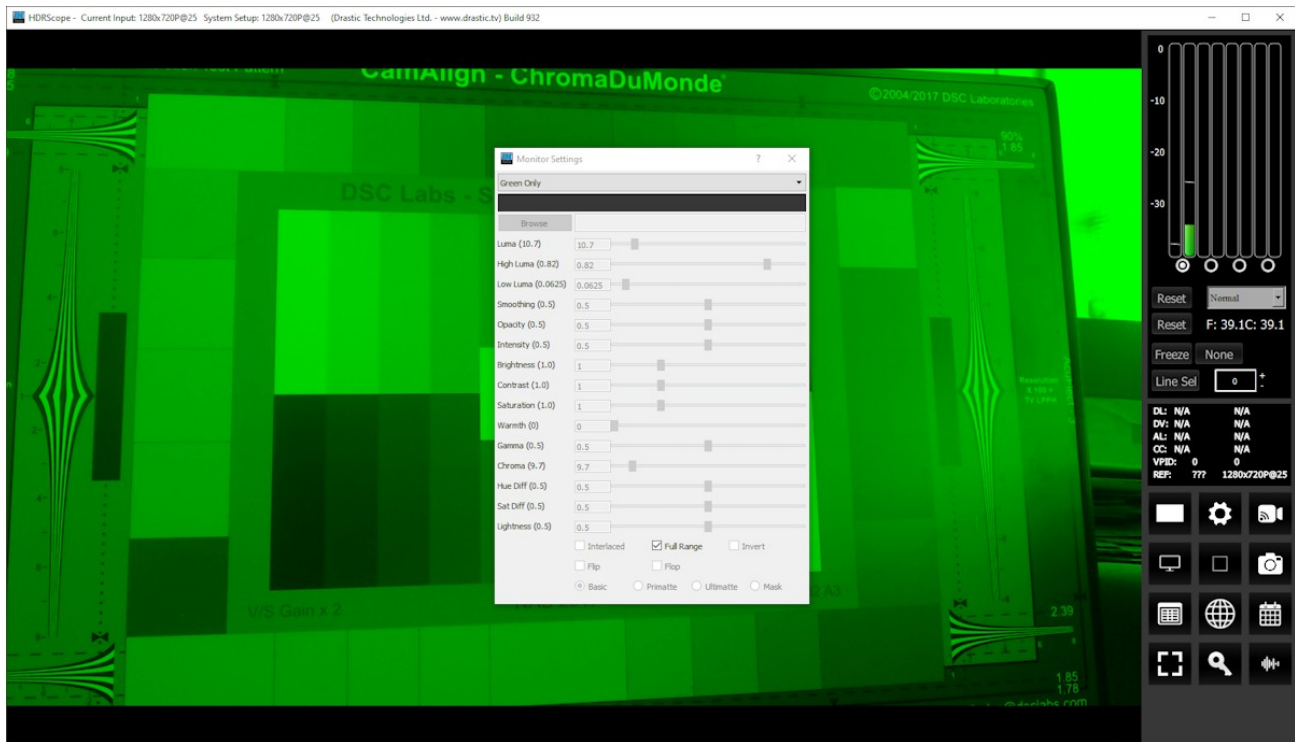 HDRScope - Current Input: 1280x720P@25 System Setup: 1280x720P@25 (Drastic Technologies Ltd. - www.drastic.tv) Build 932
CamAlign - ChromaDuMonde
©2004/2017 DSC Laboratories
90%
1.85
DSC Labs - S
Monitor Settings
?
Green Only
Browse
Luma (10.7) 10.7
High Luma (0.82) 0.82
Low Luma (0.0625) 0.0625
Smoothing (0.5) 0.5
Opacity (0.5) 0.5
Intensity (0.5) 0.5
Brightness (1.0) 1
Contrast (1.0) 1
Saturation (1.0) 1
Warmth (0) 0
Gamma (0.5) 0.5
Chroma (9.7) 9.7
Hue Diff (0.5) 0.5
Sat Diff (0.5) 0.5
Lightness (0.5) 0.5
Interlaced Full Range Invert
Flip Flop
Basic Primatte Ultimatte Mask
Resolution
TV LPPH
V/S Gain x 2
2.39
1.85
1.78
0
-10
-20
-30
Reset Normal
Reset F: 39.1C: 39.1
Freeze None
Line Sel 0 + -
DL: N/A N/A
DV: N/A N/A
AL: N/A N/A
CC: N/A N/A
VPID: 0 0
REF: ??? 1280x720P@25